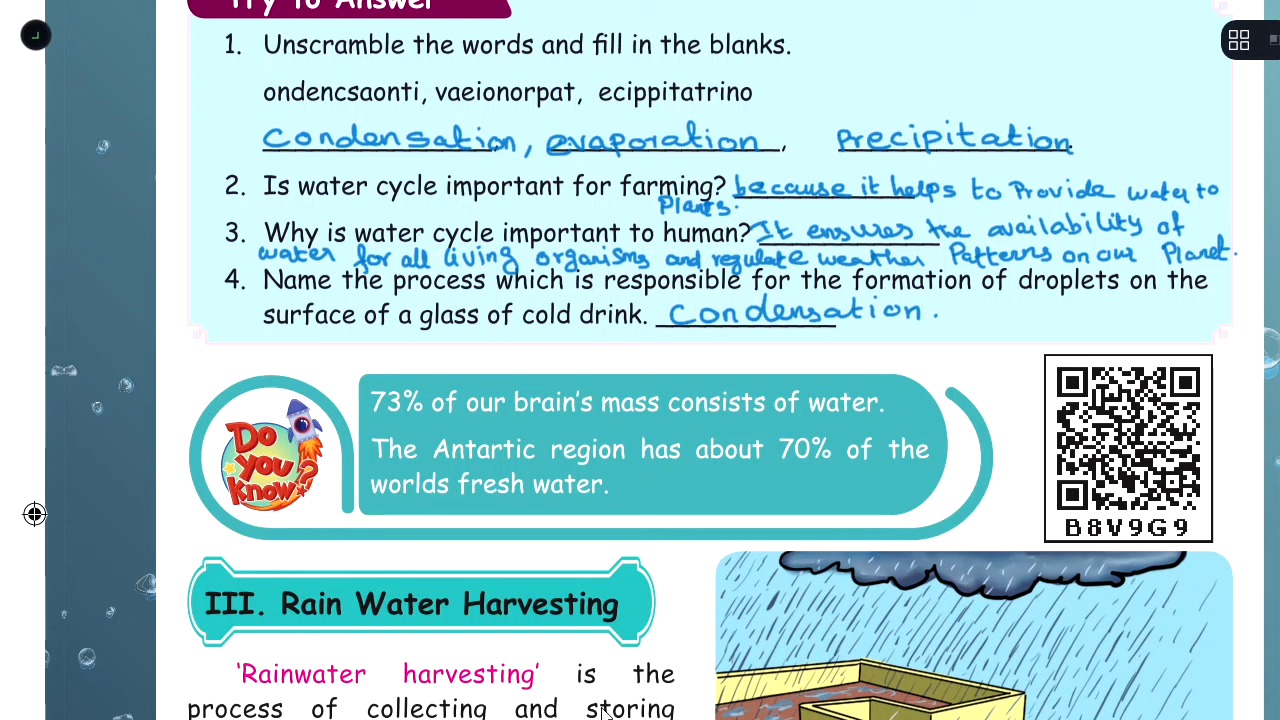 Try to Answer
1. Unscramble the words and fill in the blanks.
ondencsaonti, vaeionorpat, ecippitatrino
Condensation, evaporation, Precipitation.
2. Is water cycle important for farming? because it helps to Provide water to
Plants.
3. Why is water cycle important to human? It ensures the availability of
water for all living organisms and regulate weather Patterns on our Planet.
4. Name the process which is responsible for the formation of droplets on the
surface of a glass of cold drink. Condensation.
Do you Know?
73% of our brain's mass consists of water.
The Antartic region has about 70% of the
worlds fresh water.
B8V9G9
III. Rain Water Harvesting
'Rainwater harvesting' is the
process of collecting and storing